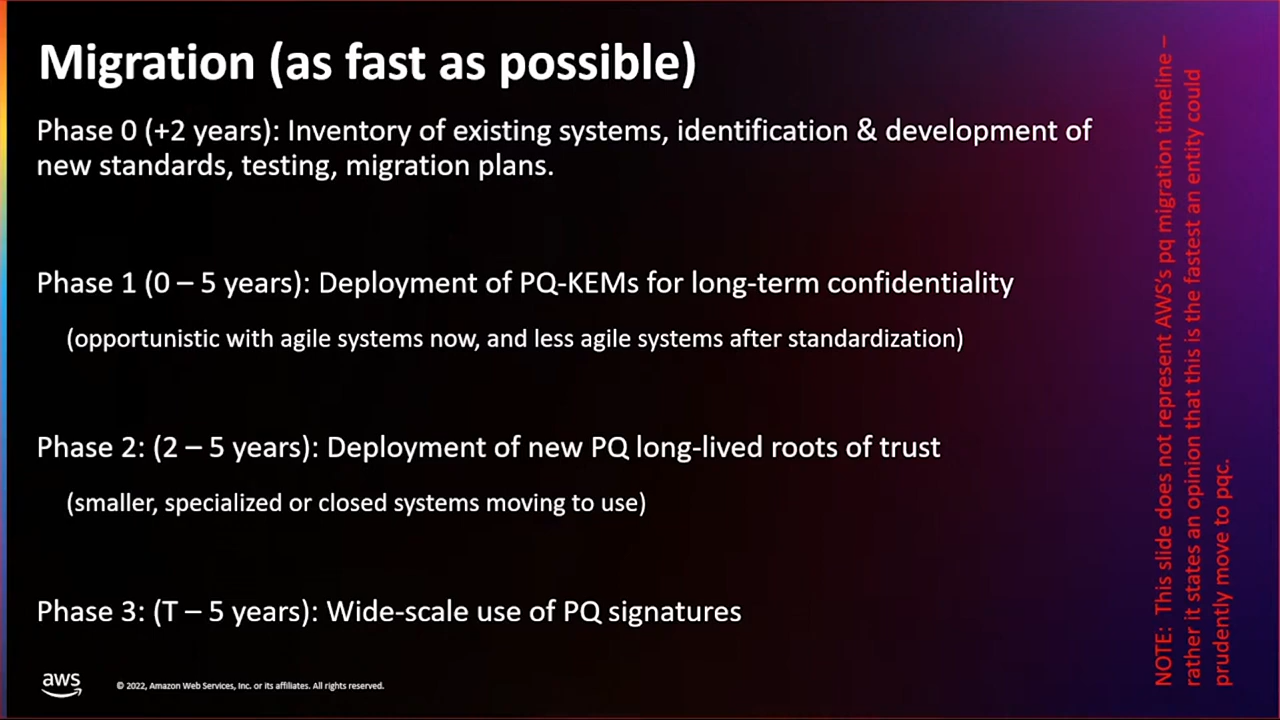 Migration (as fast as possible)
Phase 0 (+2 years): Inventory of existing systems, identification & development of
new standards, testing, migration plans.
Phase 1 (0 – 5 years): Deployment of PQ-KEMs for long-term confidentiality
(opportunistic with agile systems now, and less agile systems after standardization)
Phase 2: (2 – 5 years): Deployment of new PQ long-lived roots of trust
(smaller, specialized or closed systems moving to use)
Phase 3: (T – 5 years): Wide-scale use of PQ signatures
aws
© 2022, Amazon Web Services, Inc. or its affiliates. All rights reserved.
NOTE: This slide does not represent AWS's pq migration timeline –
rather it states an opinion that this is the fastest an entity could
prudently move to pqc.